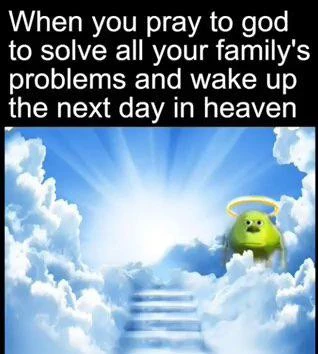 When you pray to god
to solve all your family's
problems and wake up
the next day in heaven